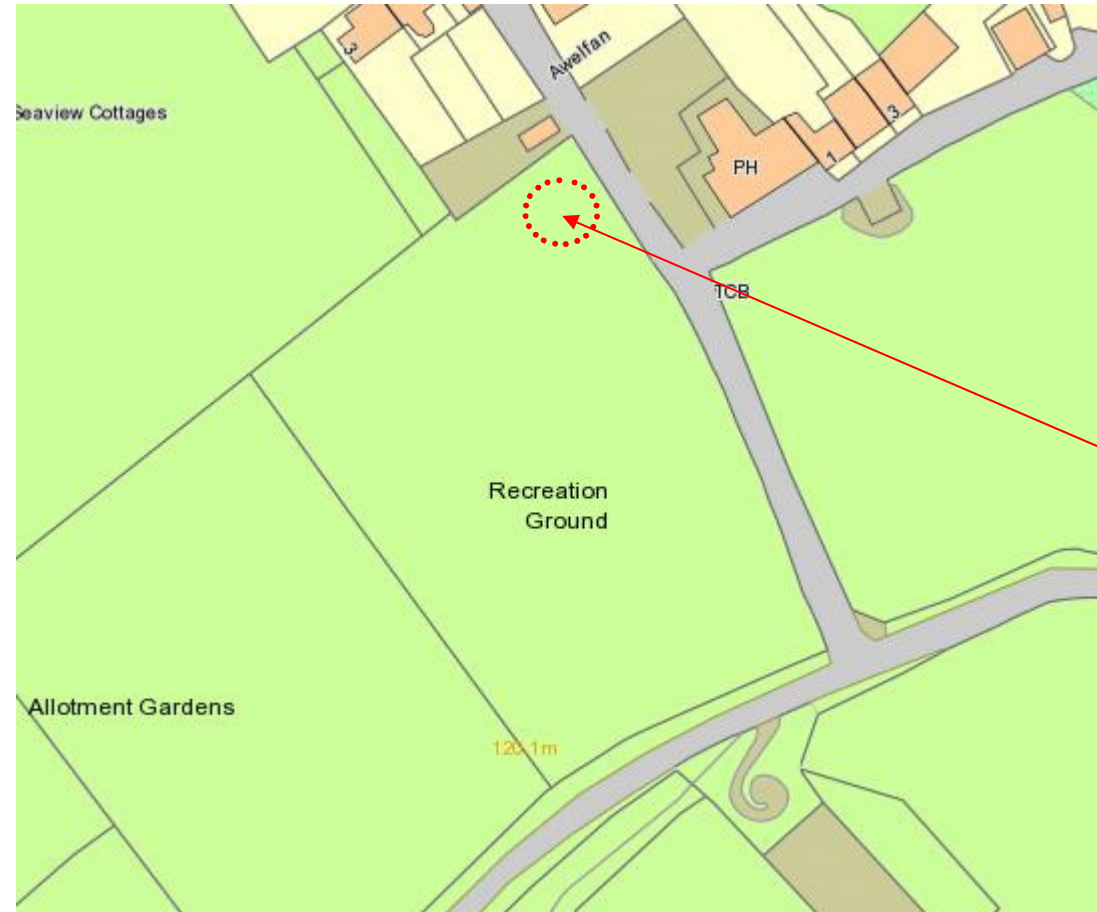 3
Awelfan
Seaview Cottages
PH
1
3
TCB
Recreation
Ground
Allotment Gardens
120.1m